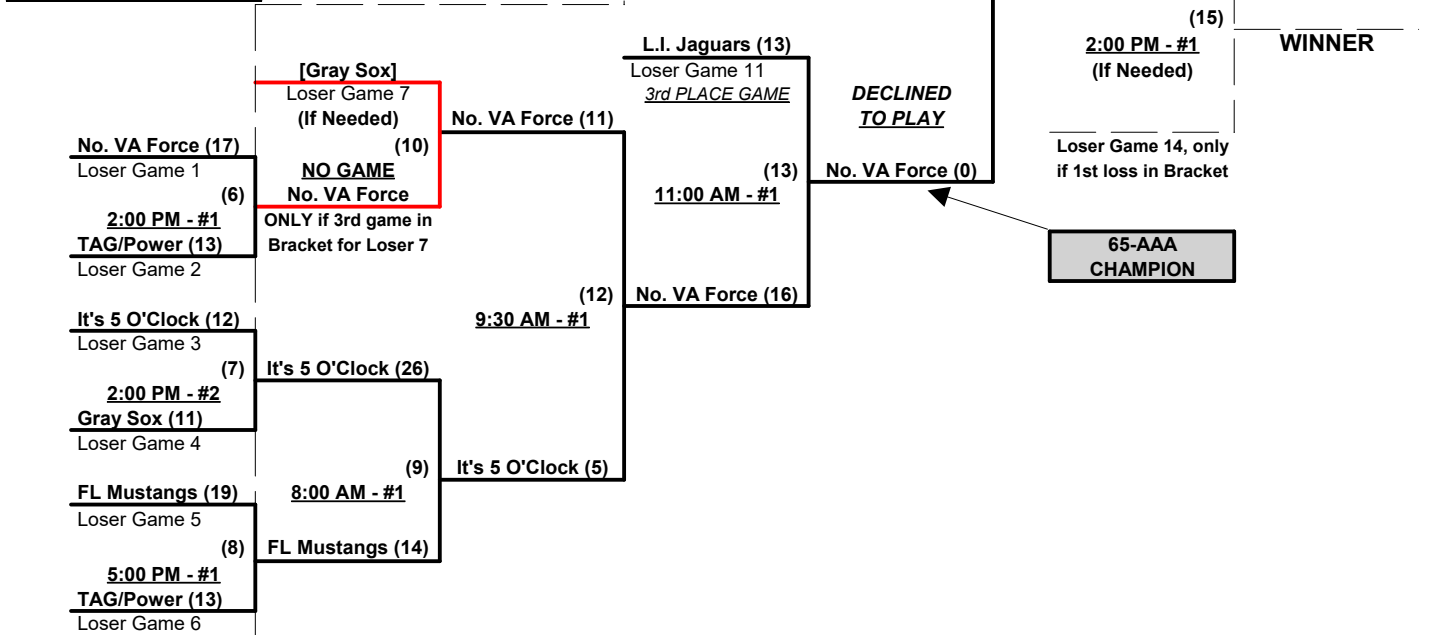 (15)
2:00 PM - #1
(If Needed)
WINNER
L.I. Jaguars (13)
Loser Game 11
3rd PLACE GAME
[Gray Sox]
Loser Game 7
(If Needed)
DECLINED
TO PLAY
No. VA Force (11)
Loser Game 14, only
if 1st loss in Bracket
No. VA Force (17)
Loser Game 1
(10)
NO GAME
No. VA Force
(13)
11:00 AM - #1
No. VA Force (0)
(6)
2:00 PM - #1
ONLY if 3rd game in
Bracket for Loser 7
TAG/Power (13)
Loser Game 2
65-AAA
CHAMPION
(12)
9:30 AM - #1
No. VA Force (16)
It's 5 O'Clock (12)
Loser Game 3
(7)
2:00 PM - #2
It's 5 O'Clock (26)
Gray Sox (11)
Loser Game 4
(9)
8:00 AM - #1
It's 5 O'Clock (5)
FL Mustangs (19)
Loser Game 5
(8)
5:00 PM - #1
FL Mustangs (14)
TAG/Power (13)
Loser Game 6